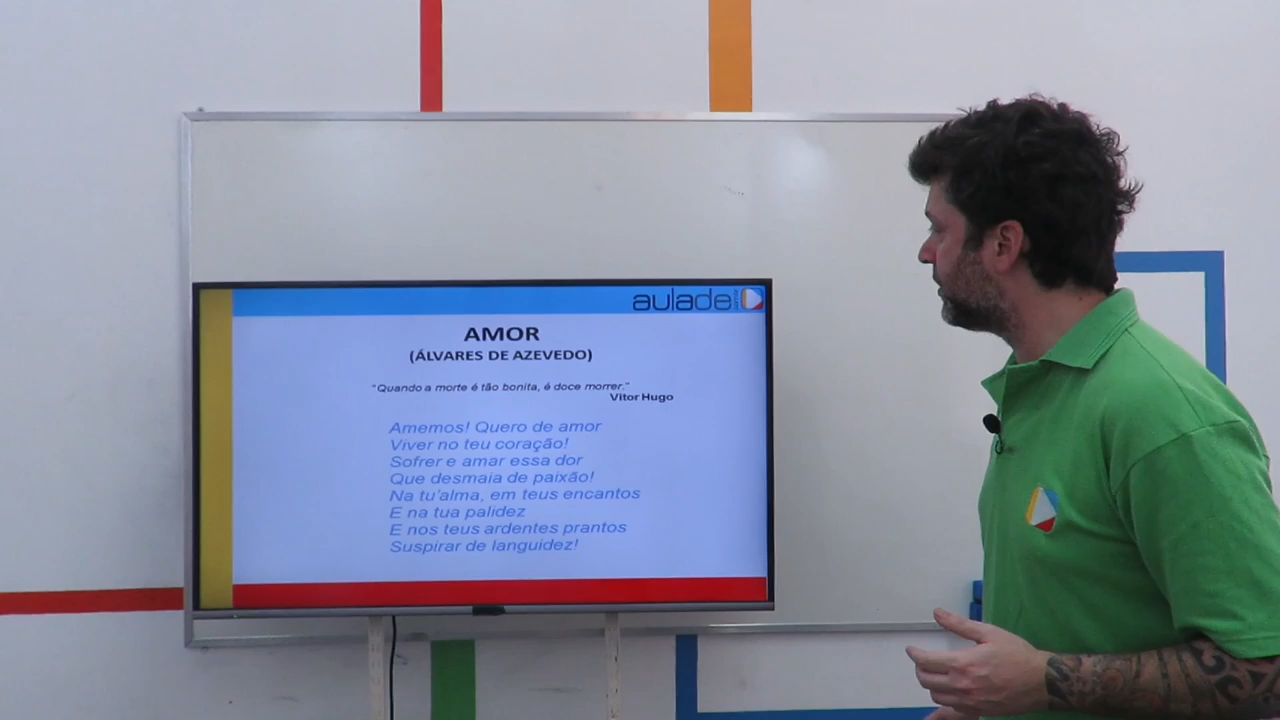 aulade
AMOR
(ÁLVARES DE AZEVEDO)
"Quando a morte é tão bonita, é doce morrer."
Vitor Hugo
Amemos! Quero de amor
Viver no teu coração!
Sofrer e amar essa dor
Que desmaia de paixão!
Na tu'alma, em teus encantos
E na tua palidez
E nos teus ardentes prantos
Suspirar de languidez!